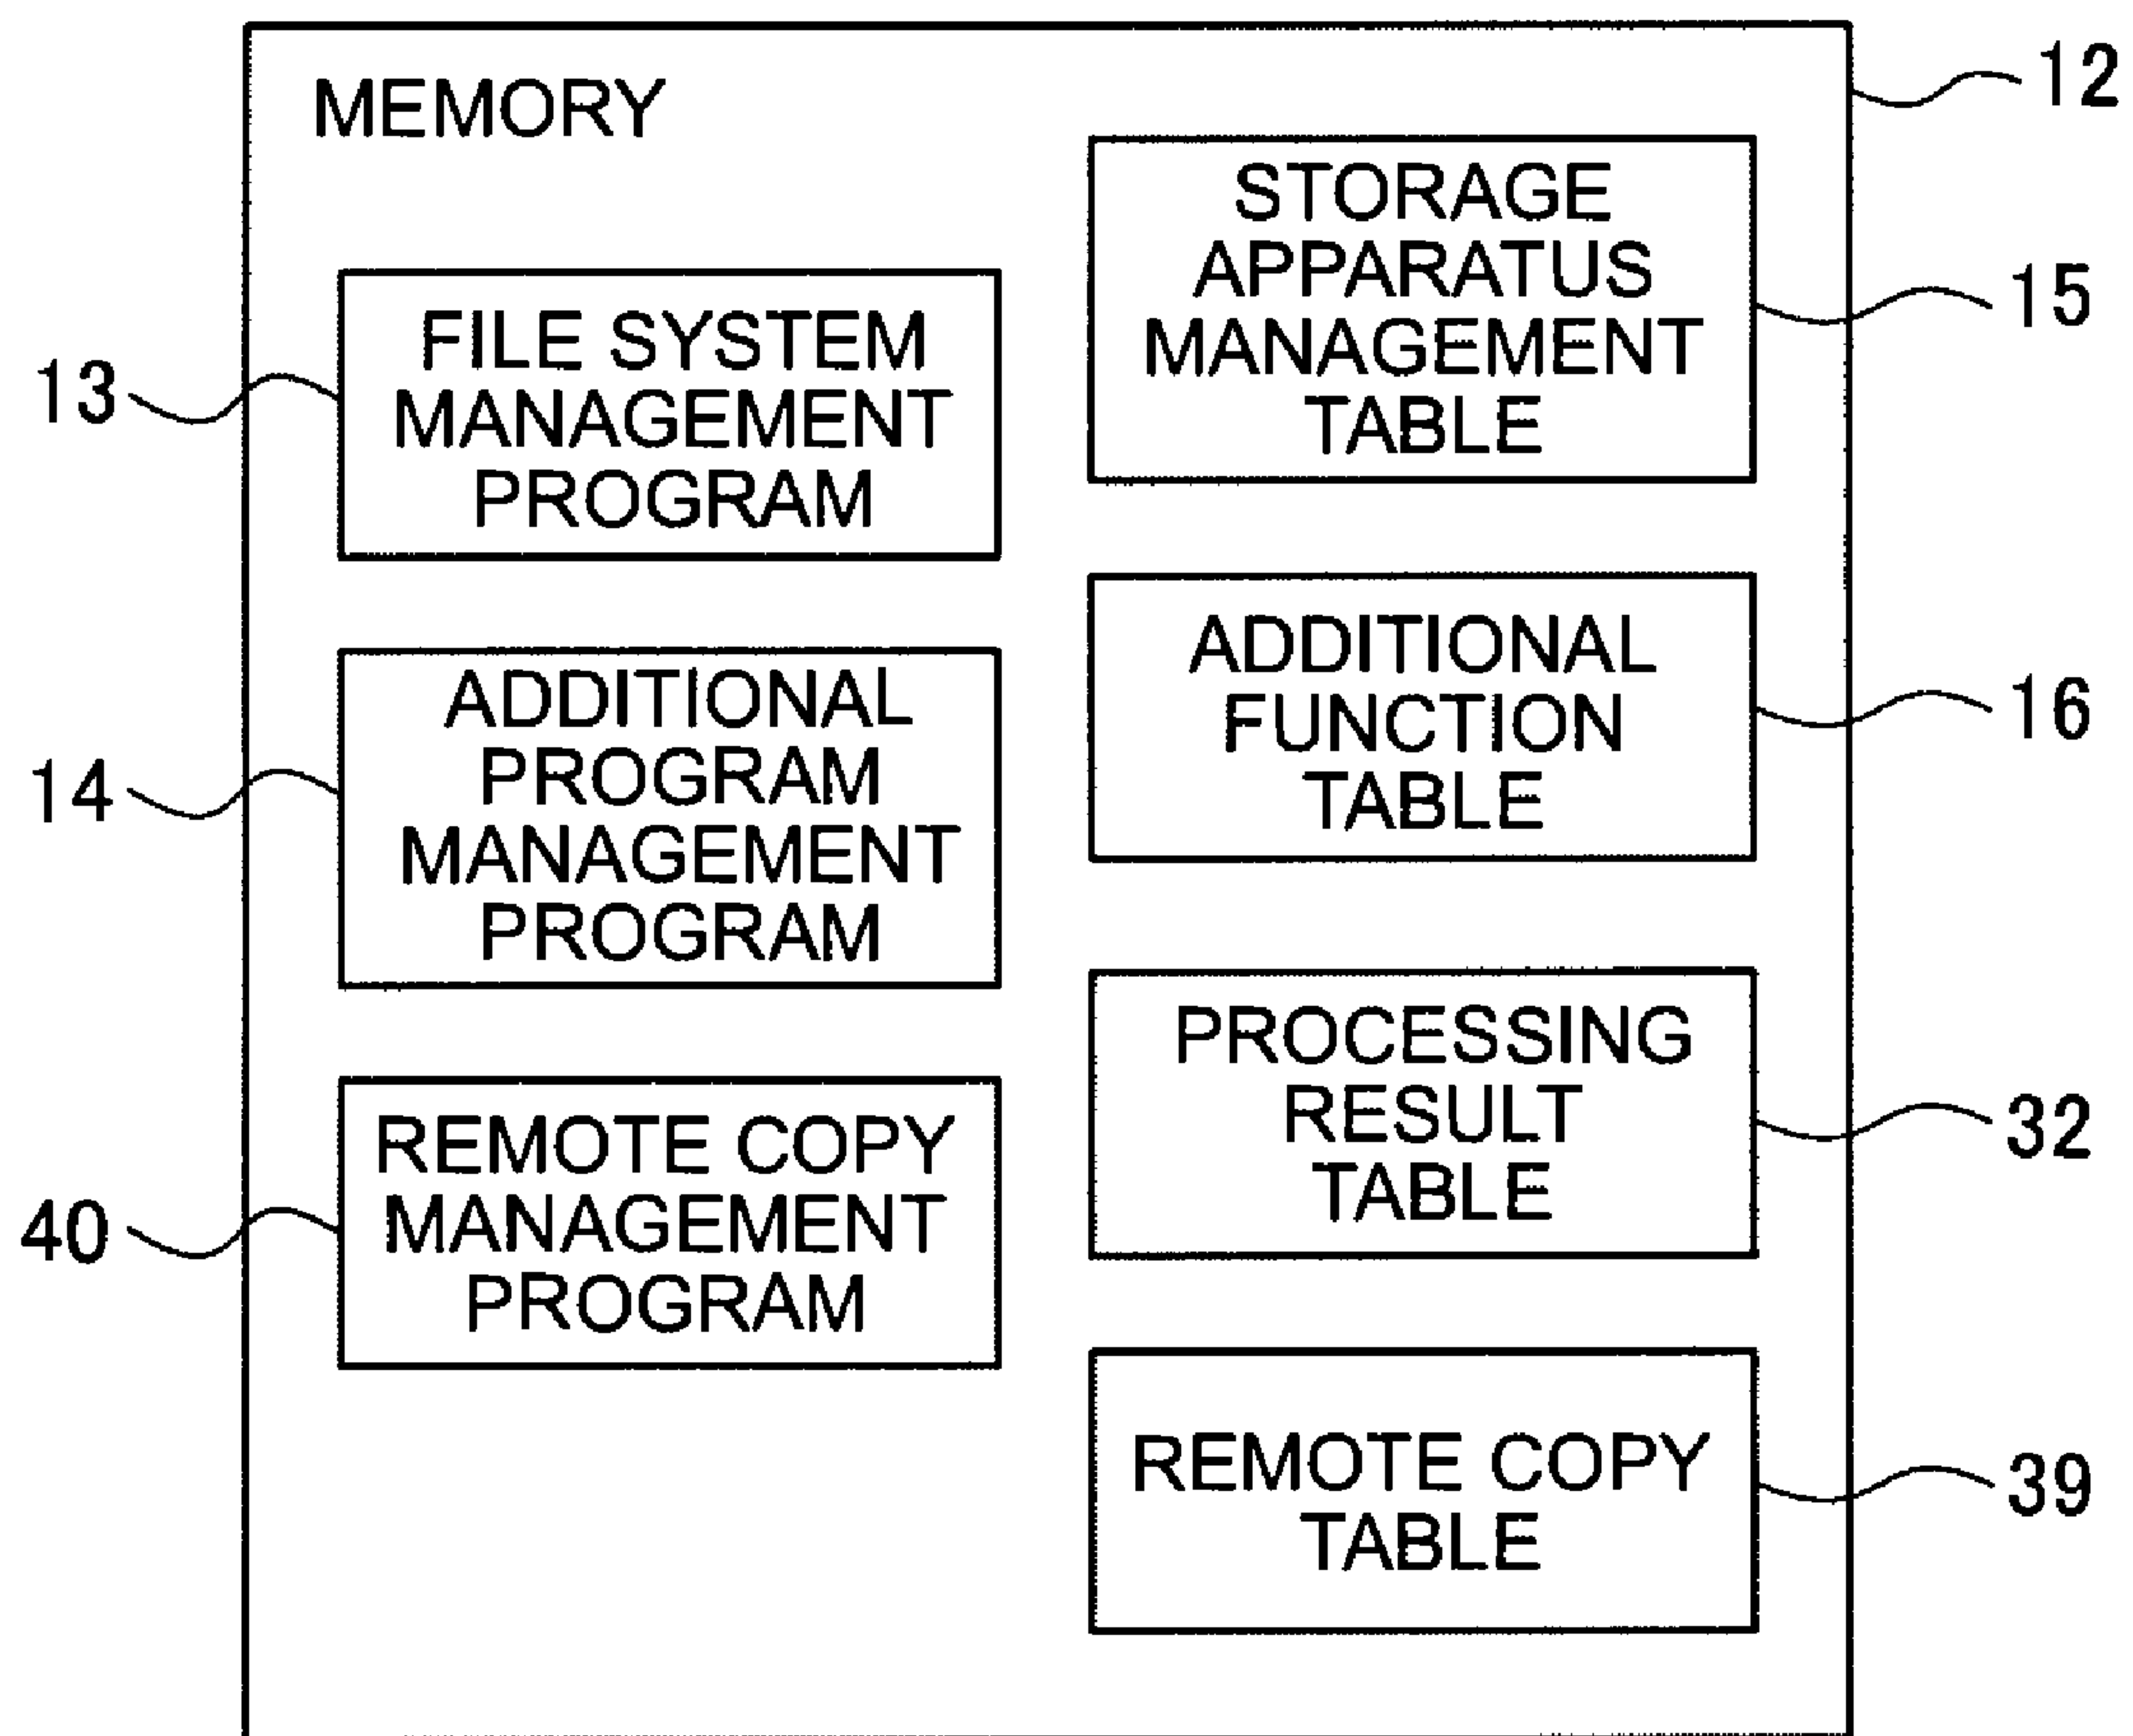 MEMORY
12
STORAGE
APPARATUS
MANAGEMENT
TABLE
15
FILE SYSTEM
MANAGEMENT
PROGRAM
13
ADDITIONAL
FUNCTION
TABLE
16
ADDITIONAL
PROGRAM
MANAGEMENT
PROGRAM
14
PROCESSING
RESULT
TABLE
32
REMOTE COPY
MANAGEMENT
PROGRAM
40
REMOTE COPY
TABLE
39